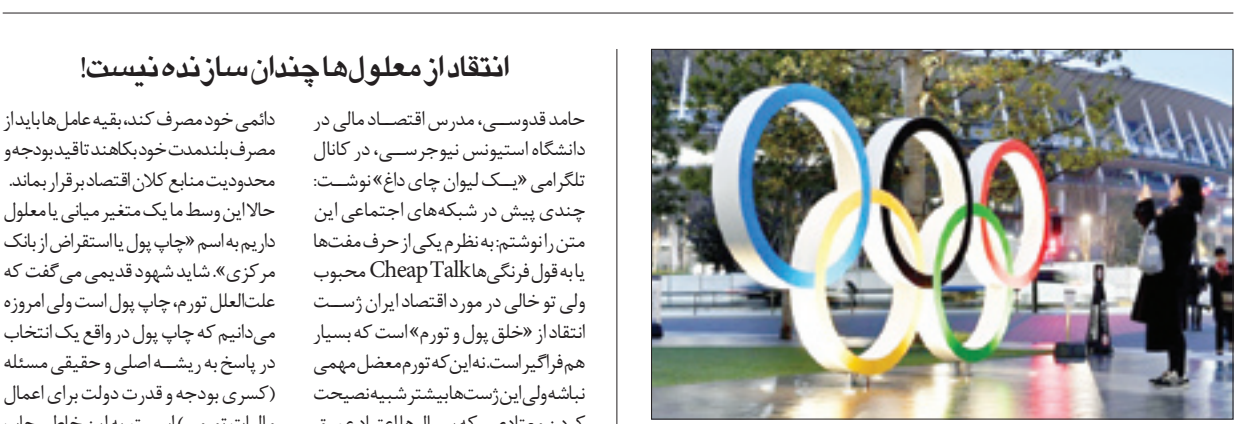 انتقاد از معلول‌ها چندان سازنده نیست!
حامد قدوســی، مدرس اقتصــاد مالی در
دانشگاه استیونس نیوجرســی، در کانال
تلگرامی «یــک لیوان چای داغ» نوشــت:
چندی پیش در شبکه‌های اجتماعی این
متن را نوشتم: به نظرم یکی از حرف مفت‌ها
یا به قول فرنگی‌ها Cheap Talk محبوب
ولی تو خالی در مورد اقتصاد ایران ژســت
انتقاد از «خلق پول و تورم» است که بسیار
هم فراگیر است. نه این که تورم معضل مهمی
نباشه ولی این ژست‌ها بیشتر شبیه نصیحت
دائمی خود مصرف کند، بقیه عامل‌ها باید از
مصرف بلندمدت خود بکاهند تا قید بودجه و
محدودیت منابع کلان اقتصاد برقرار بماند.
حالا این وسط ما یک متغیر میانی یا معلول
داریم به اسم «چاپ پول یا استقراض از بانک
مرکزی». شاید شهود قدیمی می‌گفت که
علت‌العلل تورم، چاپ پول است ولی امروزه
می‌دانیم که چاپ پول در واقع یک انتخاب
در پاسخ به ریشــه اصلی و حقیقی مسئله
(کسری بودجه و قدرت دولت برای اعمال